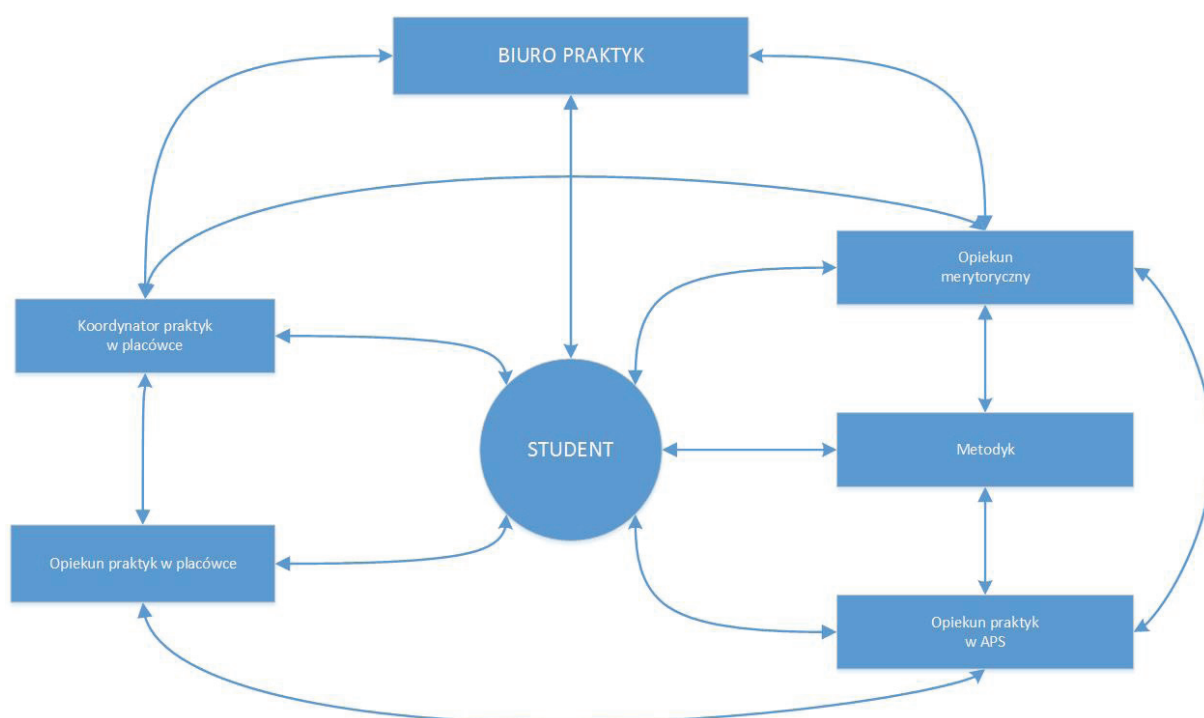 BIURO PRAKTYK
Opiekun
merytoryczny
Koordynator praktyk
w placówce
STUDENT
Metodyk
Opiekun praktyk w placówce
Opiekun praktyk
w APS